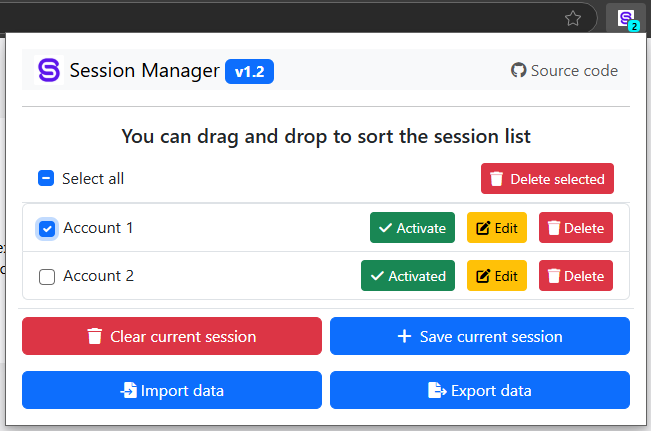 2
Session Manager v1.2 Source code
You can drag and drop to sort the session list
Select all Delete selected
Account 1 Activate Edit Delete
Account 2 Activated Edit Delete
Clear current session Save current session
Import data Export data